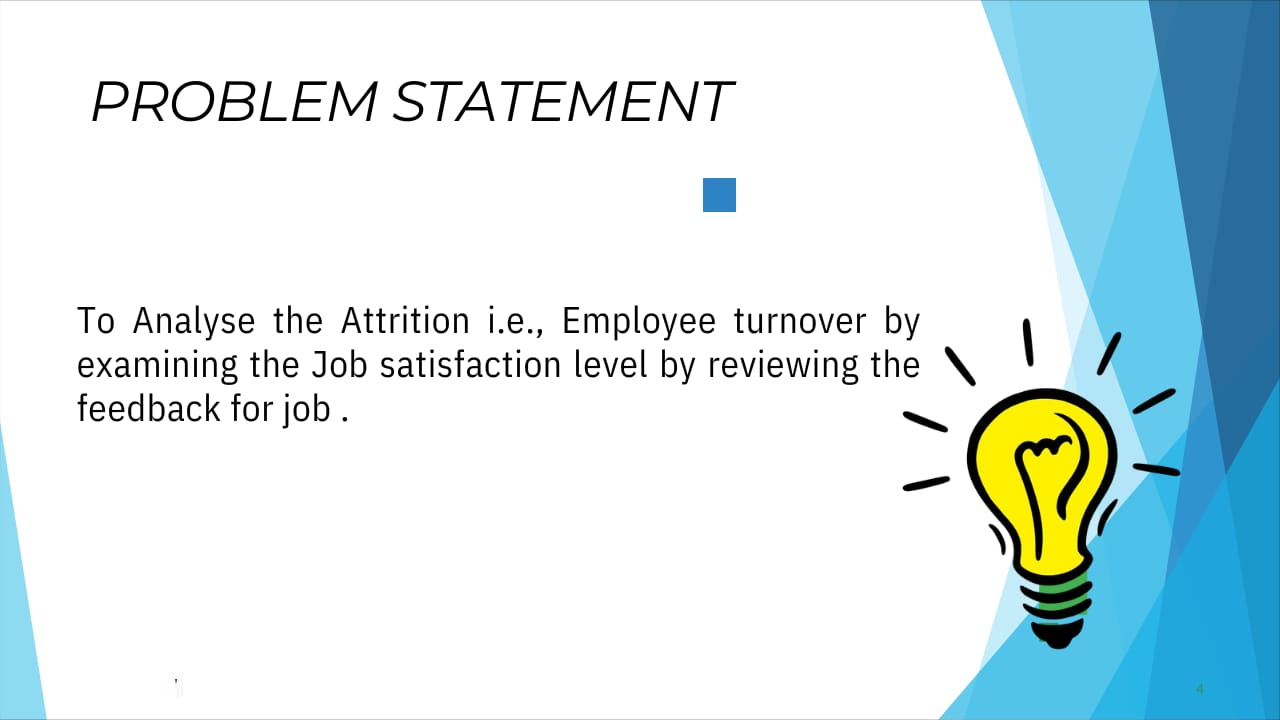 PROBLEM STATEMENT
To Analyse the Attrition i.e., Employee turnover by
examining the Job satisfaction level by reviewing the
feedback for job .
4